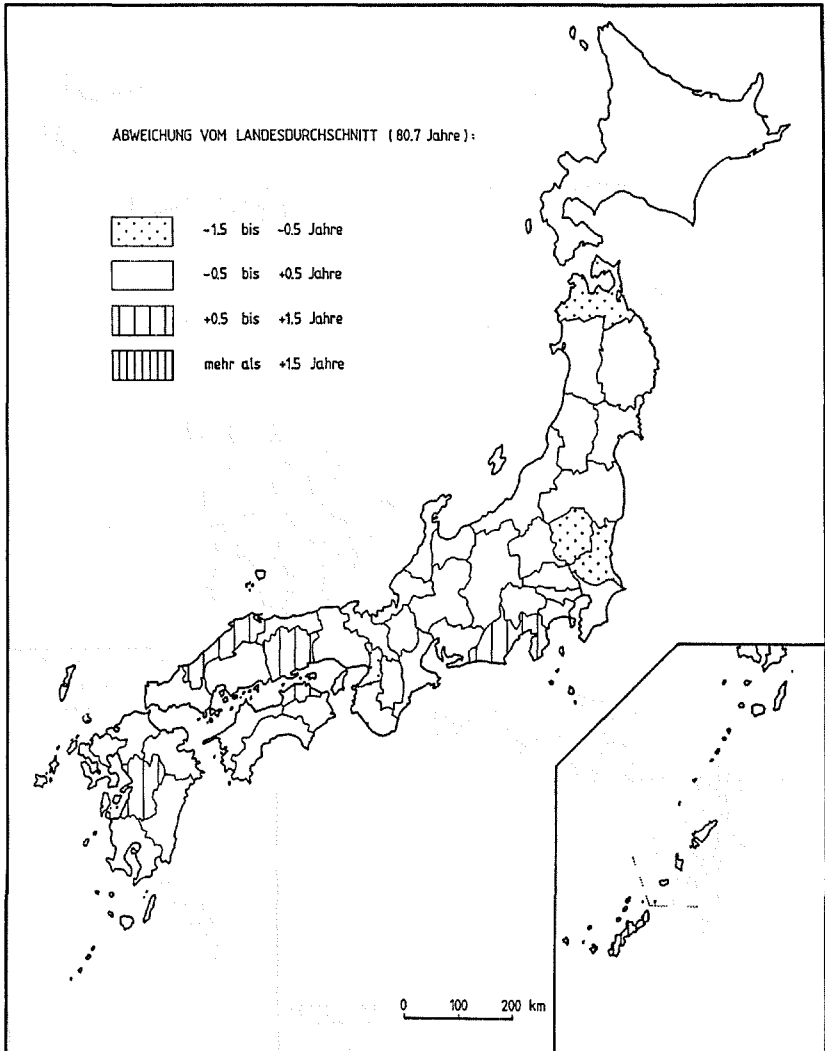 ABWEICHUNG VOM LANDESDURCHSCHNITT (80.7 Jahre):
-1.5 bis -0.5 Jahre
-0.5 bis +0.5 Jahre
+0.5 bis +1.5 Jahre
mehr als +1.5 Jahre
0 100 200 km